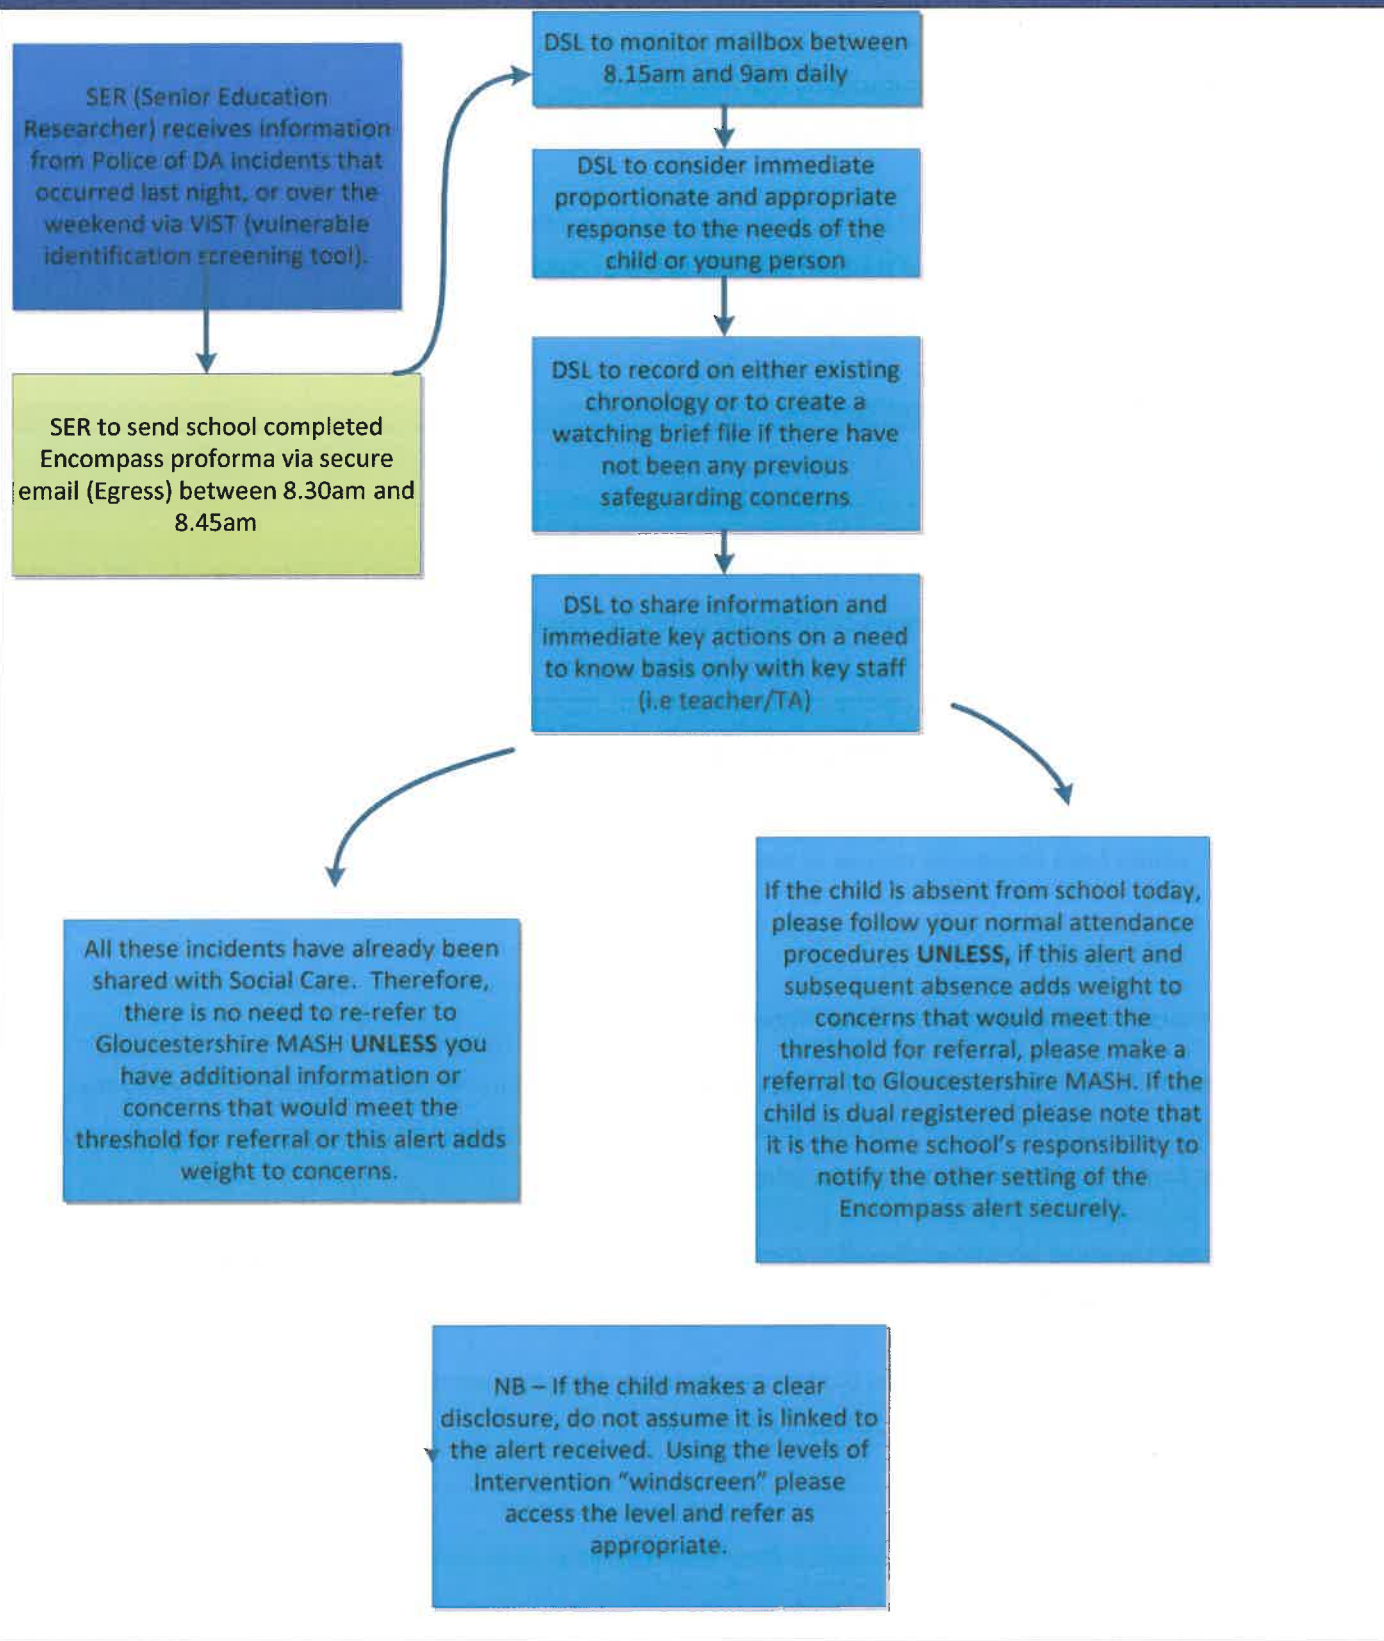 SER (Senior Education
Researcher) receives information
from Police of DA incidents that
occurred last night, or over the
weekend via VIST (vulnerable
identification screening tool).
SER to send school completed
Encompass proforma via secure
email (Egress) between 8.30am and
8.45am
DSL to monitor mailbox between
8.15am and 9am daily
DSL to consider immediate
proportionate and appropriate
response to the needs of the
child or young person
DSL to record on either existing
chronology or to create a
watching brief file if there have
not been any previous
safeguarding concerns
DSL to share information and
immediate key actions on a need
to know basis only with key staff
(i.e teacher/TA)
All these incidents have already been
shared with Social Care. Therefore,
there is no need to re-refer to
Gloucestershire MASH UNLESS you
have additional information or
concerns that would meet the
threshold for referral or this alert adds
weight to concerns.
If the child is absent from school today,
please follow your normal attendance
procedures UNLESS, if this alert and
subsequent absence adds weight to
concerns that would meet the
threshold for referral, please make a
referral to Gloucestershire MASH. If the
child is dual registered please note that
it is the home school's responsibility to
notify the other setting of the
Encompass alert securely.
NB – If the child makes a clear
disclosure, do not assume it is linked to
the alert received. Using the levels of
Intervention "windscreen" please
access the level and refer as
appropriate.